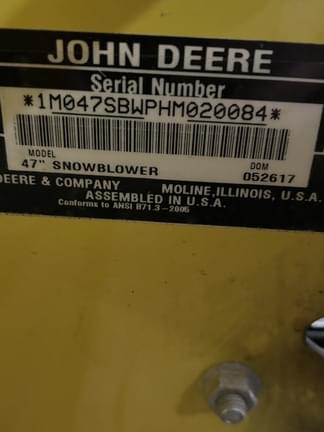 JOHN DEERE
Serial Number
*1M047SBWPHM020084*
MODEL DOM
47" SNOWBLOWER 052617
DEERE & COMPANY MOLINE, ILLINOIS, U.S.A.
ASSEMBLED IN U.S.A.
Conforms to ANSI B71.3-2005